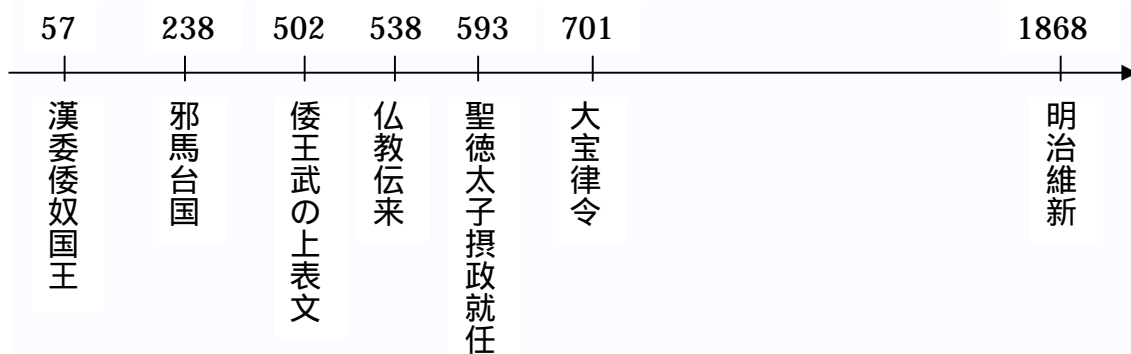 57 238 502 538 593 701 1868
漢委倭奴国王
邪馬台国
倭王武の上表文
仏教伝来
聖徳太子摂政就任
大宝律令
明治維新